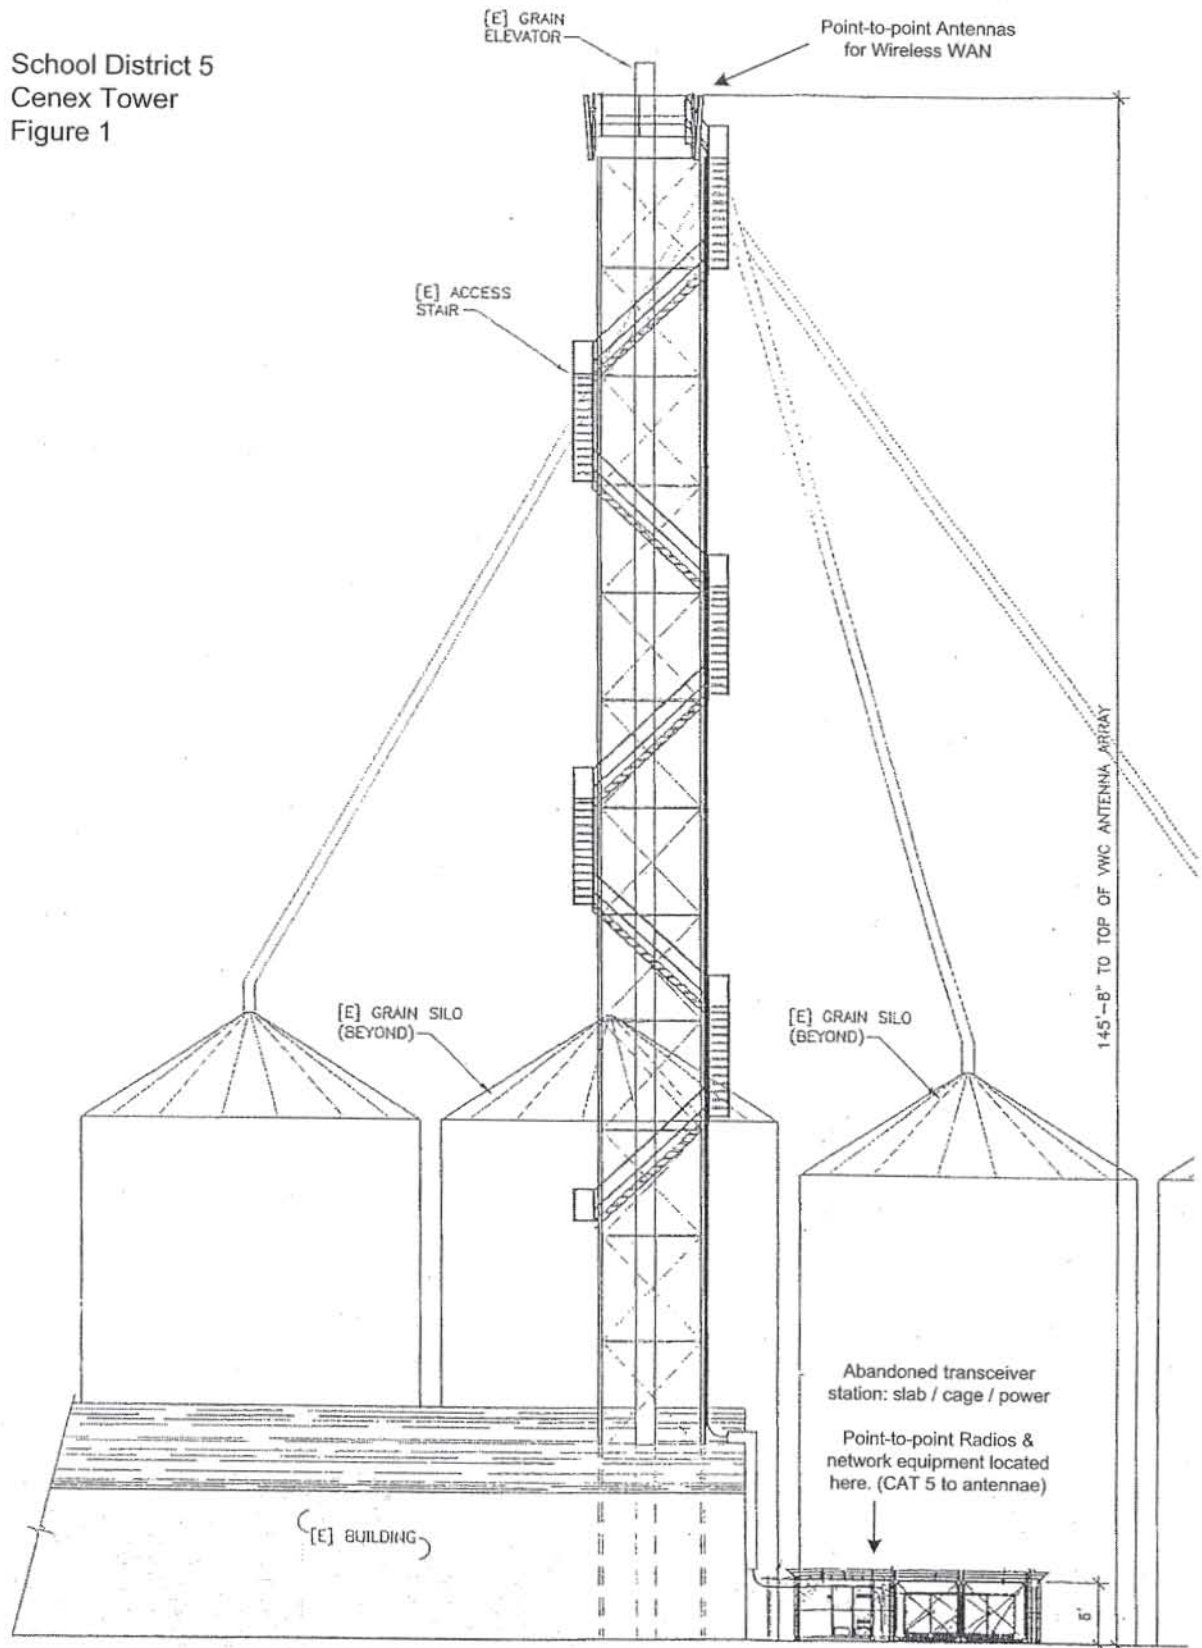 School District 5
Cenex Tower
Figure 1
[E] GRAIN
ELEVATOR
Point-to-point Antennas
for Wireless WAN
[E] ACCESS
STAIR
145'-8" TO TOP OF VWC ANTENNA ARRAY
[E] GRAIN SILO
(BEYOND)
[E] GRAIN SILO
(BEYOND)
Abandoned transceiver
station: slab / cage / power
Point-to-point Radios &
network equipment located
here. (CAT 5 to antennae)
[E] BUILDING